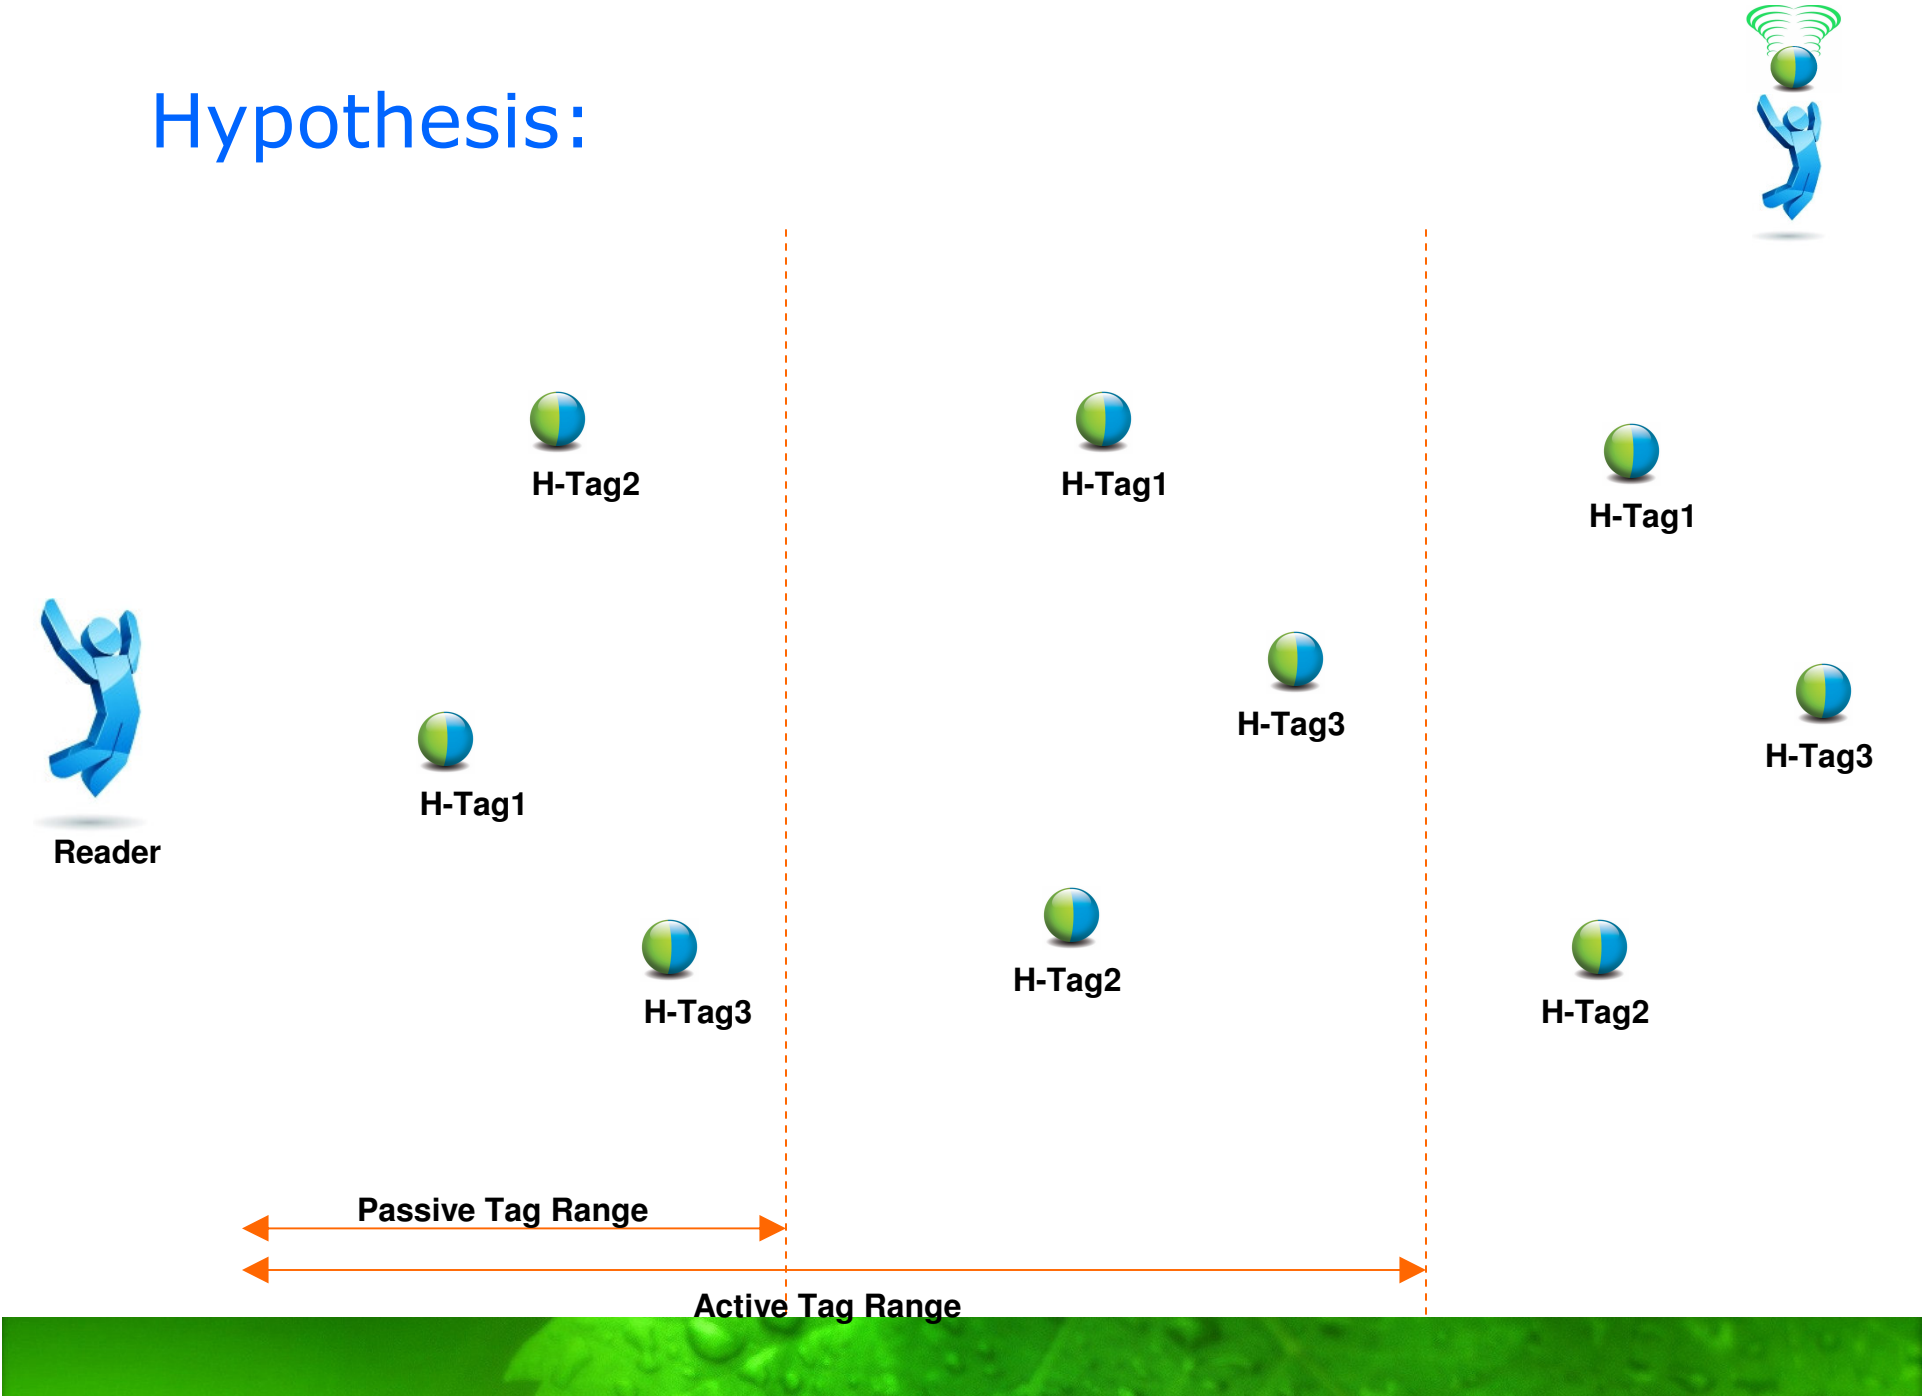 Hypothesis:
H-Tag2
H-Tag1
H-Tag1
H-Tag3
H-Tag3
H-Tag1
Reader
H-Tag2
H-Tag3
H-Tag2
Passive Tag Range
Active Tag Range